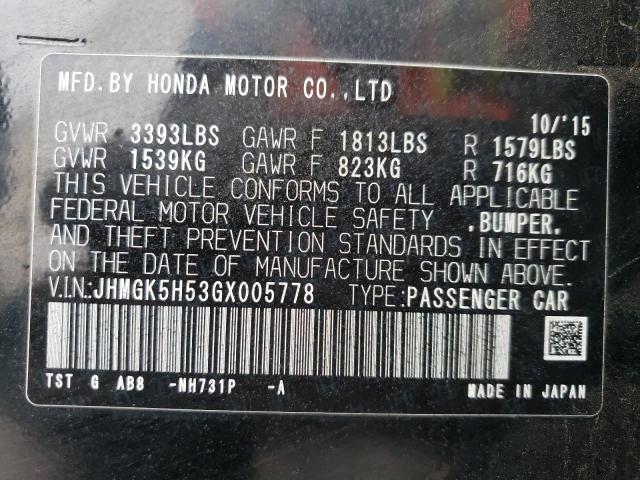 MFD.BY HONDA MOTOR CO.,LTD
10/'15
GVWR 3393LBS GAWR F 1813LBS R 1579LBS
GVWR 1539KG GAWR F 823KG R 716KG
THIS VEHICLE CONFORMS TO ALL APPLICABLE
FEDERAL MOTOR VEHICLE SAFETY ,BUMPER,
AND THEFT PREVENTION STANDARDS IN EFFECT
ON THE DATE OF MANUFACTURE SHOWN ABOVE.
V.IN:JHMGK5H53GX005778 TYPE:PASSENGER CAR
TST G AB8 -NH731P -A
MADE IN JAPAN